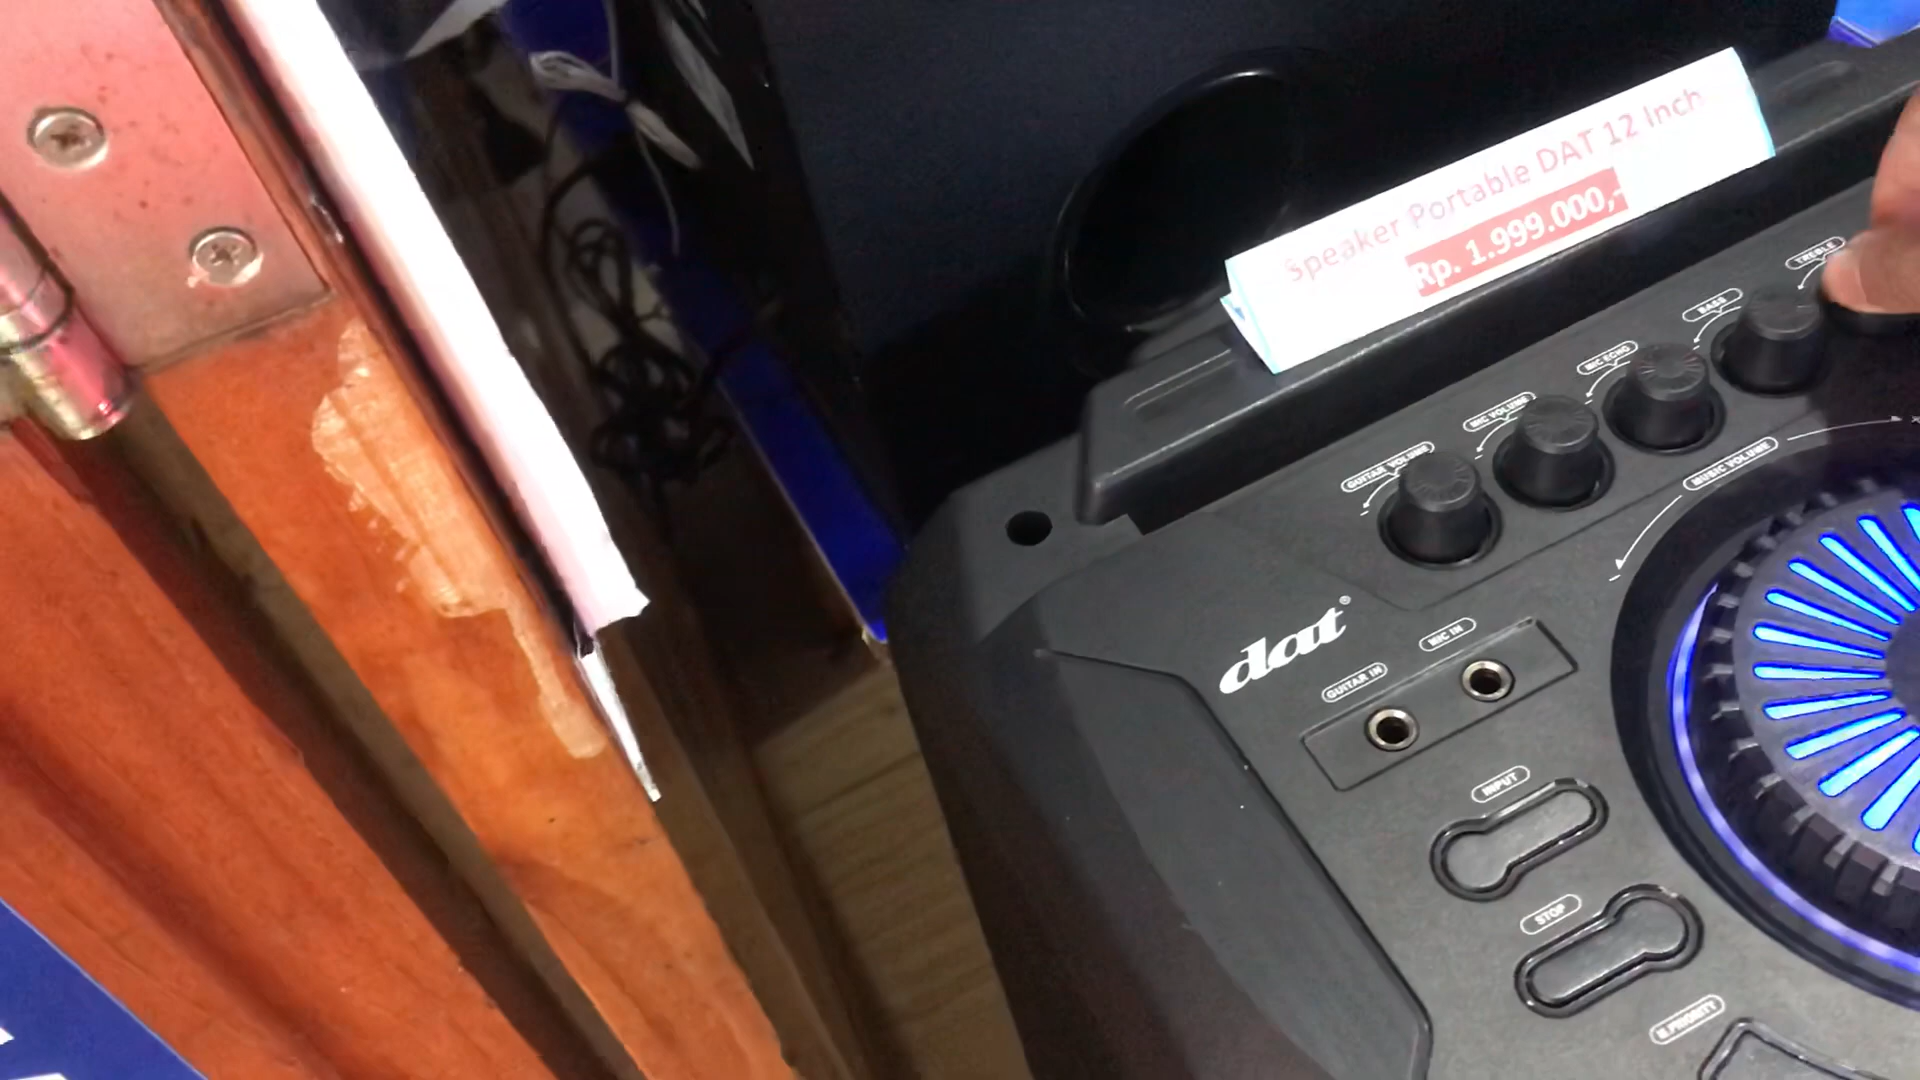 Speaker Portable DAT 12 Inch
Rp. 1.999.000,-
TREBLE
BASS
MIC ECHO
MIC VOLUME
GUITAR VOLUME
MUSIC VOLUME
dat®
MIC IN
GUITAR IN
INPUT
STOP
M.PRIORITY